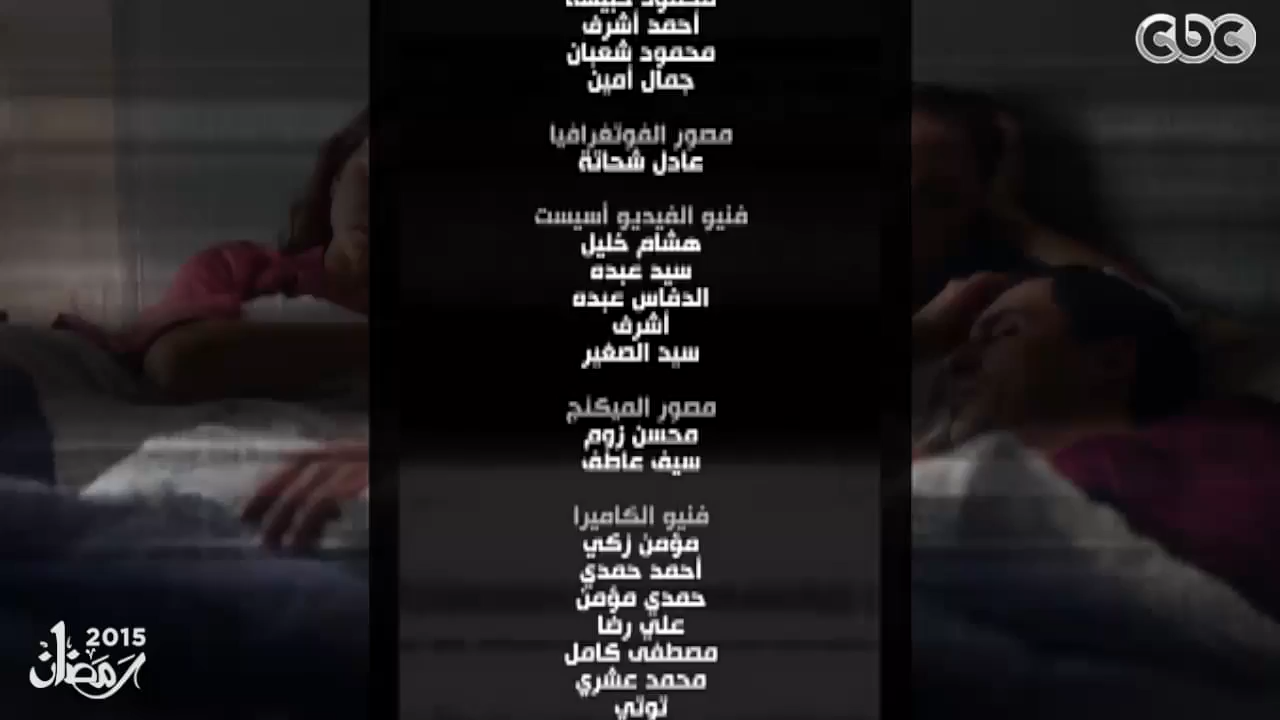 cbc
أحمد أشرف
محمود شعبان
جمال أمين
مصور الفوتغرافيا
عادل شحاتة
فنيو الفيديو أسيست
هشام خليل
سيد عبده
الدفاس عبده
أشرف
سيد الصغير
مصور الميكنج
محسن زوم
سيف عاطف
فنيو الكاميرا
مؤمن زكي
أحمد حمدي
حمدي مؤمن
علي رضا
مصطفى كامل
محمد عشري
توتي
2015
رمضان